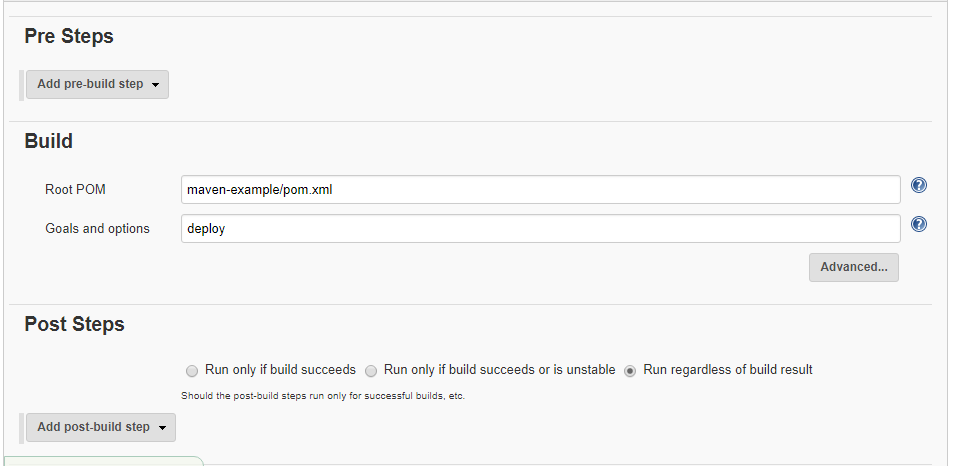 Pre Steps
Add pre-build step
Build
Root POM
maven-example/pom.xml
Goals and options
deploy
Advanced...
Post Steps
Run only if build succeeds Run only if build succeeds or is unstable Run regardless of build result
Should the post-build steps run only for successful builds, etc.
Add post-build step